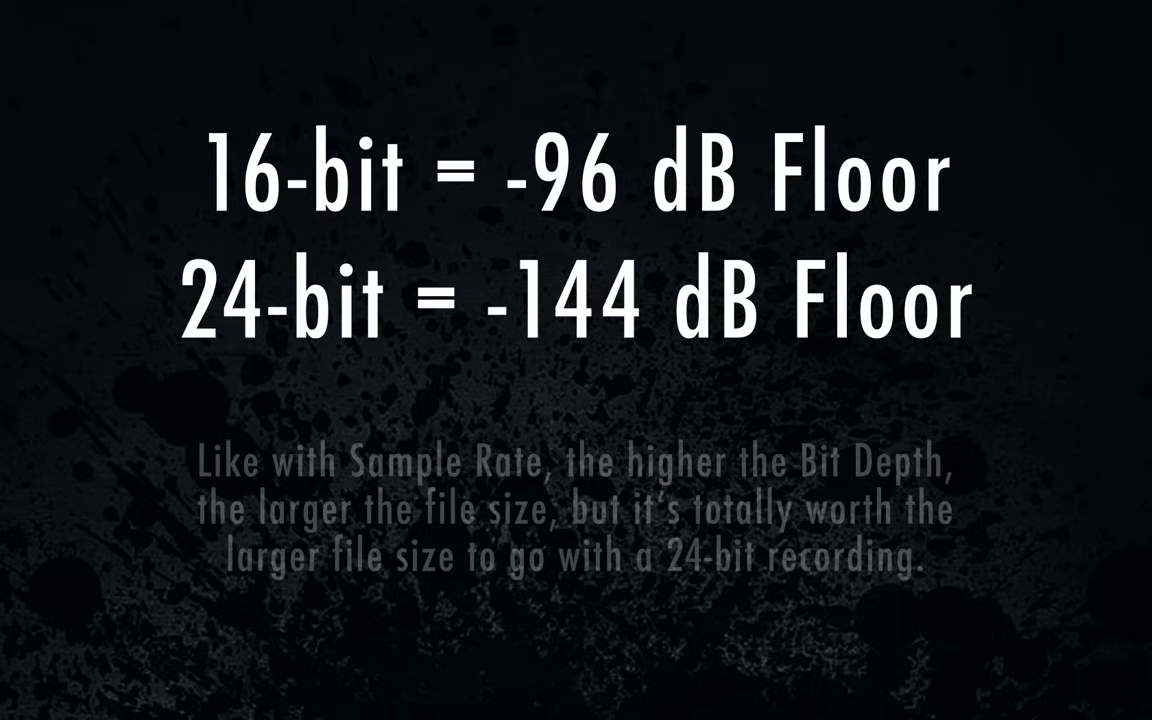 16-bit = -96 dB Floor
24-bit = -144 dB Floor
Like with Sample Rate, the higher the Bit Depth,
the larger the file size, but it's totally worth the
larger file size to go with a 24-bit recording.